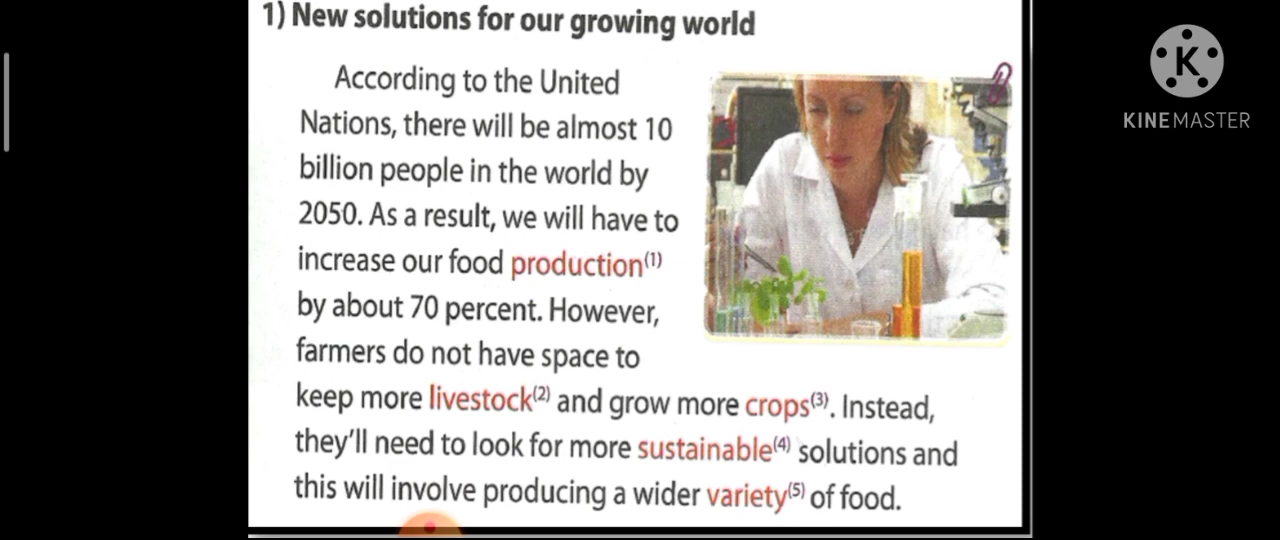 1) New solutions for our growing world
According to the United
Nations, there will be almost 10
billion people in the world by
2050. As a result, we will have to
increase our food production(1)
by about 70 percent. However,
farmers do not have space to
keep more livestock(2) and grow more crops(3). Instead,
they'll need to look for more sustainable(4) solutions and
this will involve producing a wider variety(5) of food.
K
KINEMASTER